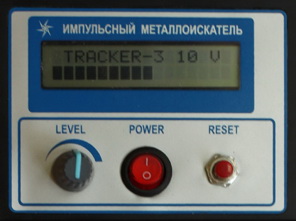 ИМПУЛЬСНЫЙ МЕТАЛЛОИСКАТЕЛЬ
TRACKER-3 10 V
LEVEL POWER RESET
I
O